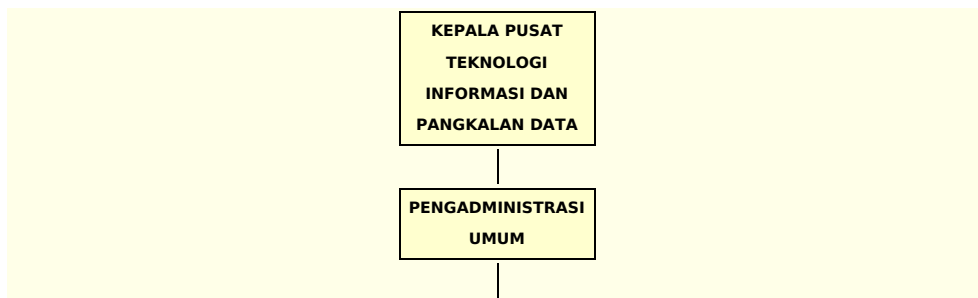 KEPALA PUSAT
TEKNOLOGI
INFORMASI DAN
PANGKALAN DATA
PENGADMINISTRASI
UMUM